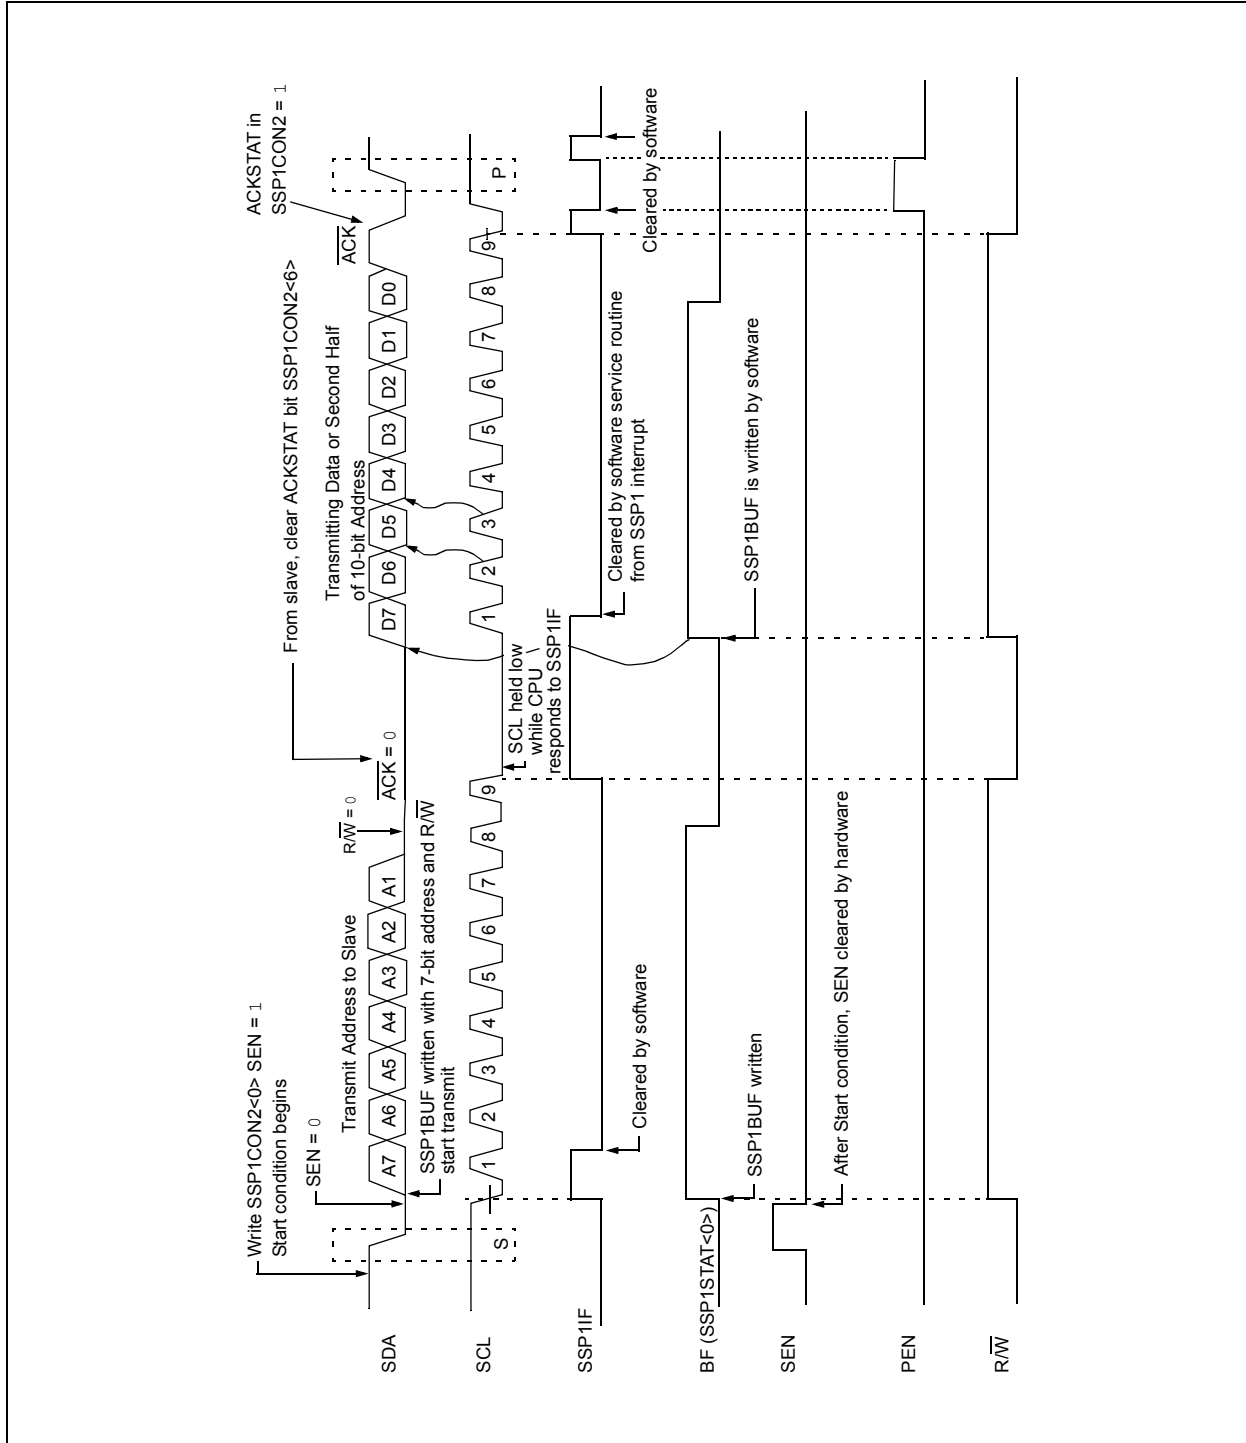 Write SSP1CON2<0> SEN = 1
Start condition begins
From slave, clear ACKSTAT bit SSP1CON2<6>
ACKSTAT in
SSP1CON2 = 1
SEN = 0
Transmit Address to Slave
R/W = 0
ACK = 0
Transmitting Data or Second Half
of 10-bit Address
ACK
SDA
A7 A6 A5 A4 A3 A2 A1
D7 D6 D5 D4 D3 D2 D1 D0
SSP1BUF written with 7-bit address and R/W
start transmit
SCL
S
1 2 3 4 5 6 7 8 9
1 2 3 4 5 6 7 8 9
P
SCL held low
while CPU
responds to SSP1IF
SSP1IF
Cleared by software
Cleared by software service routine
from SSP1 interrupt
Cleared by software
BF (SSP1STAT<0>)
SSP1BUF written
SSP1BUF is written by software
SEN
After Start condition, SEN cleared by hardware
PEN
R/W